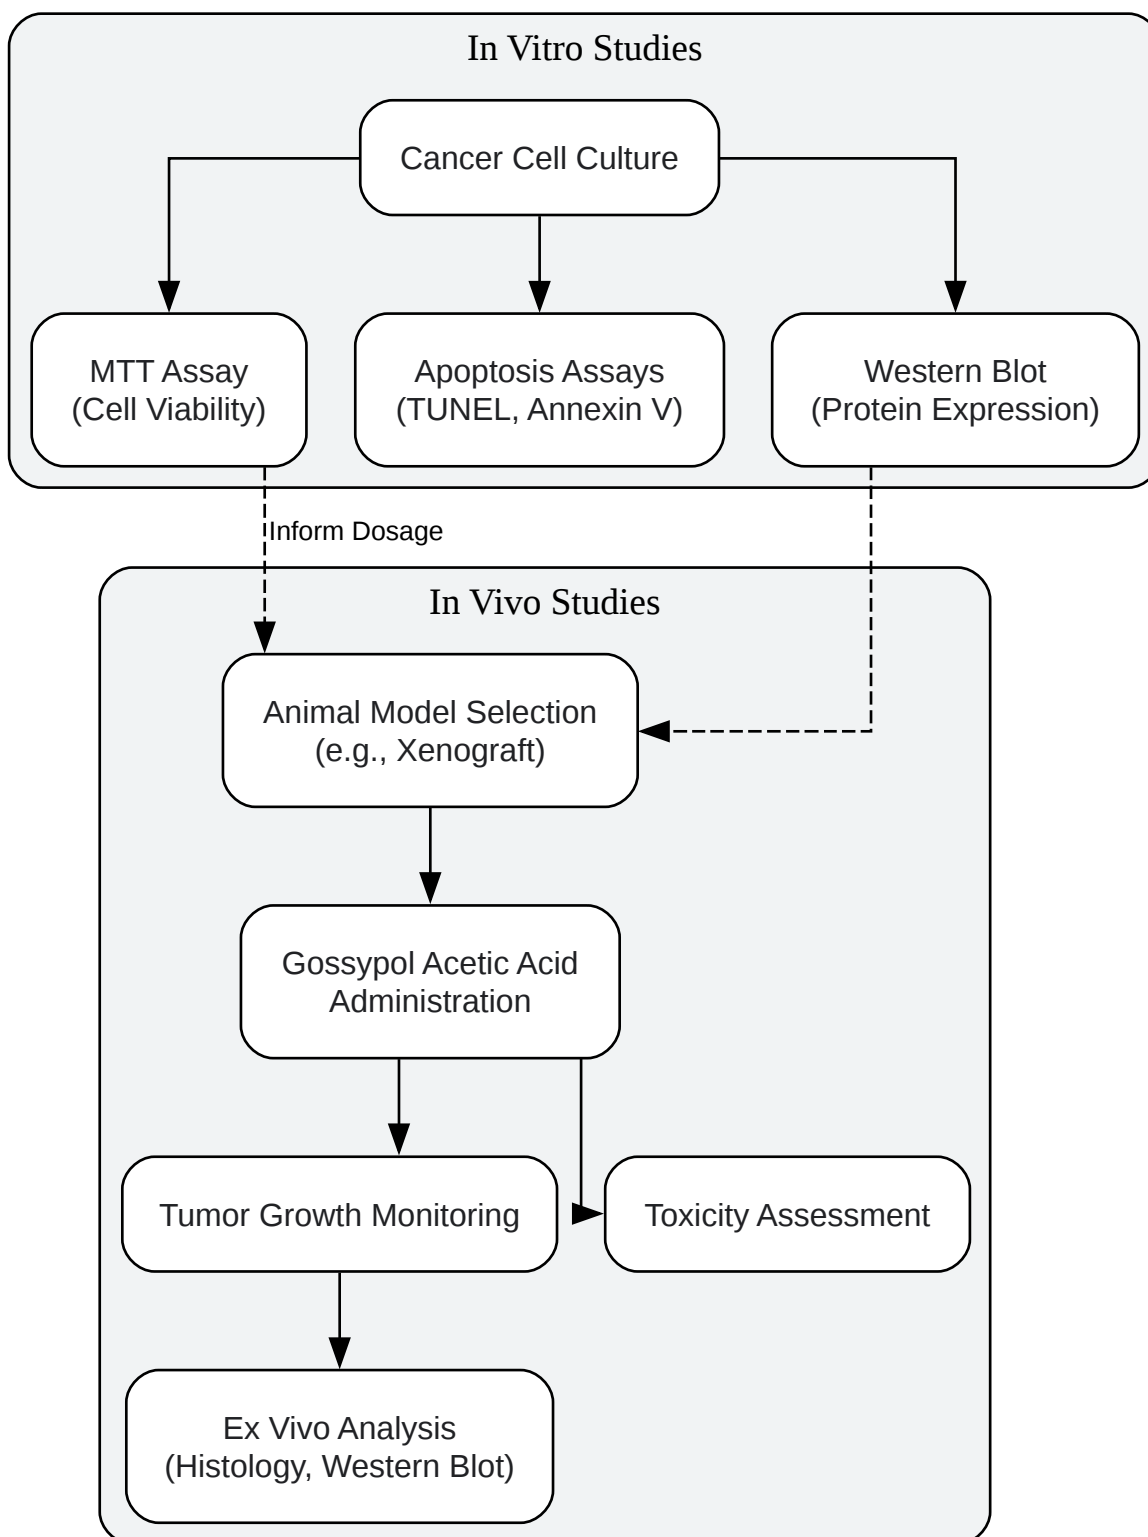 In Vitro Studies
Cancer Cell Culture
MTT Assay
(Cell Viability)
Apoptosis Assays
(TUNEL, Annexin V)
Western Blot
(Protein Expression)
Inform Dosage
In Vivo Studies
Animal Model Selection
(e.g., Xenograft)
Gossypol Acetic Acid
Administration
Tumor Growth Monitoring
Toxicity Assessment
Ex Vivo Analysis
(Histology, Western Blot)